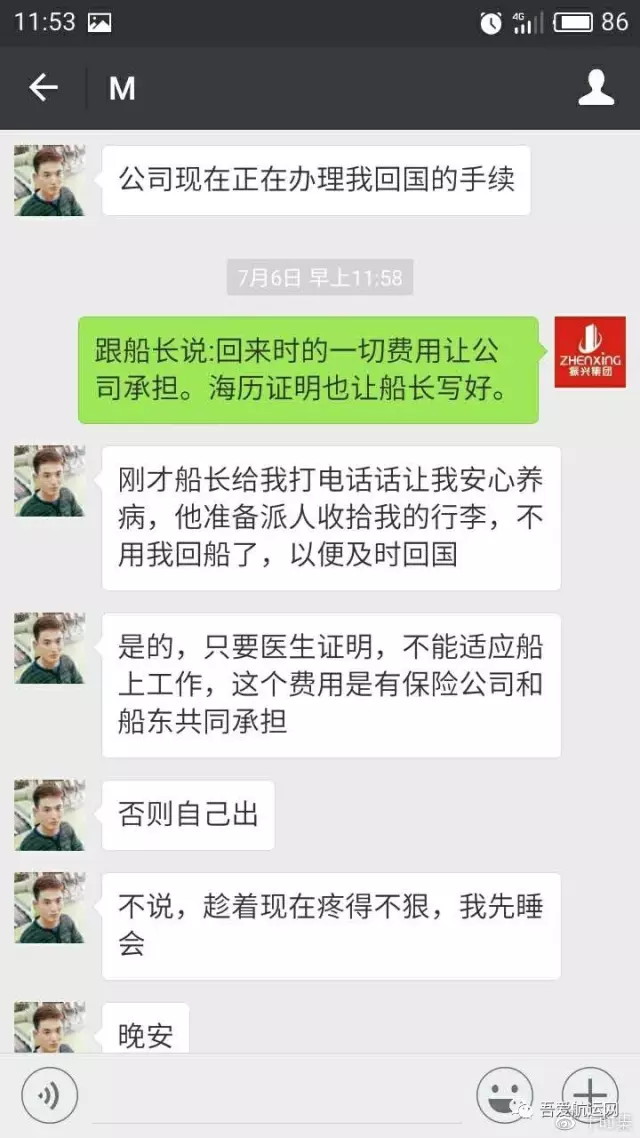 11:53
4G
86
M
公司现在正在办理我回国的手续
7月6日 早上11:58
跟船长说:回来时的一切费用让公
司承担。海历证明也让船长写好。
ZHENXING
振兴集团
刚才船长给我打电话话让我安心养
病，他准备派人收拾我的行李，不
用我回船了，以便及时回国
是的，只要医生证明，不能适应船
上工作，这个费用是有保险公司和
船东共同承担
否则自己出
不说，趁着现在疼得不狠，我先睡
会
晚安
吾爱航运网